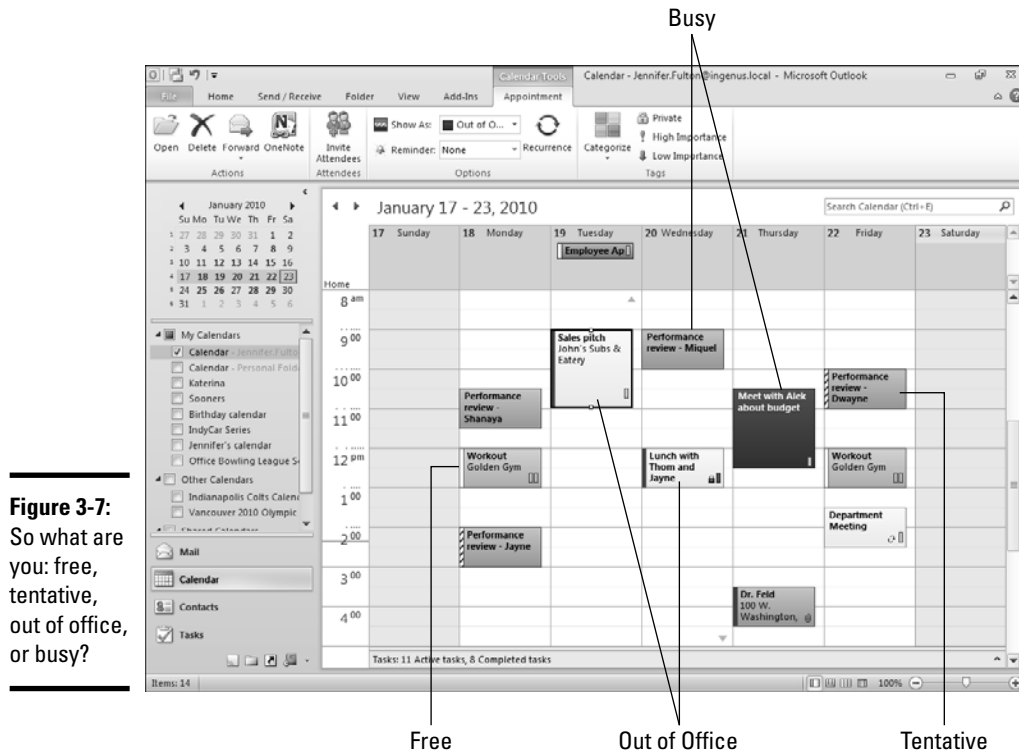 Busy
Calendar Tools
Calendar - Jennifer.Fulton@ingenus.local - Microsoft Outlook
File Home Send / Receive Folder View Add-Ins Appointment
Open Delete Forward OneNote
Actions
Invite Attendees
Attendees
Show As: Out of O...
Reminder: None
Recurrence
Options
Categorize
Private
High Importance
Low Importance
Tags
January 2010
Su Mo Tu We Th Fr Sa
1 27 28 29 30 31 1 2
2 3 4 5 6 7 8 9
3 10 11 12 13 14 15 16
4 17 18 19 20 21 22 23
5 24 25 26 27 28 29 30
6 31 1 2 3 4 5 6
My Calendars
Calendar - Jennifer.Fulto
Calendar - Personal Fold
Katerina
Sooners
Birthday calendar
IndyCar Series
Jennifer's calendar
Office Bowling League S
Other Calendars
Indianapolis Colts Calen
Vancouver 2010 Olympic
Shared Calendars
Mail
Calendar
Contacts
Tasks
January 17 - 23, 2010
Search Calendar (Ctrl+E)
17 Sunday
18 Monday
19 Tuesday
20 Wednesday
21 Thursday
22 Friday
23 Saturday
Employee Ap
Home
8 am
9 00
10 00
11 00
12 pm
1 00
2 00
3 00
4 00
Performance
review -
Shanaya
Workout
Golden Gym
Performance
review - Jayne
Sales pitch
John's Subs &
Eatery
Performance
review - Miquel
Lunch with
Thom and
Jayne
Meet with Alek
about budget
Dr. Feld
100 W.
Washington,
Performance
review -
Dwayne
Workout
Golden Gym
Department
Meeting
Tasks: 11 Active tasks, 8 Completed tasks
Items: 14
100%
Figure 3-7:
So what are
you: free,
tentative,
out of office,
or busy?
Free
Out of Office
Tentative